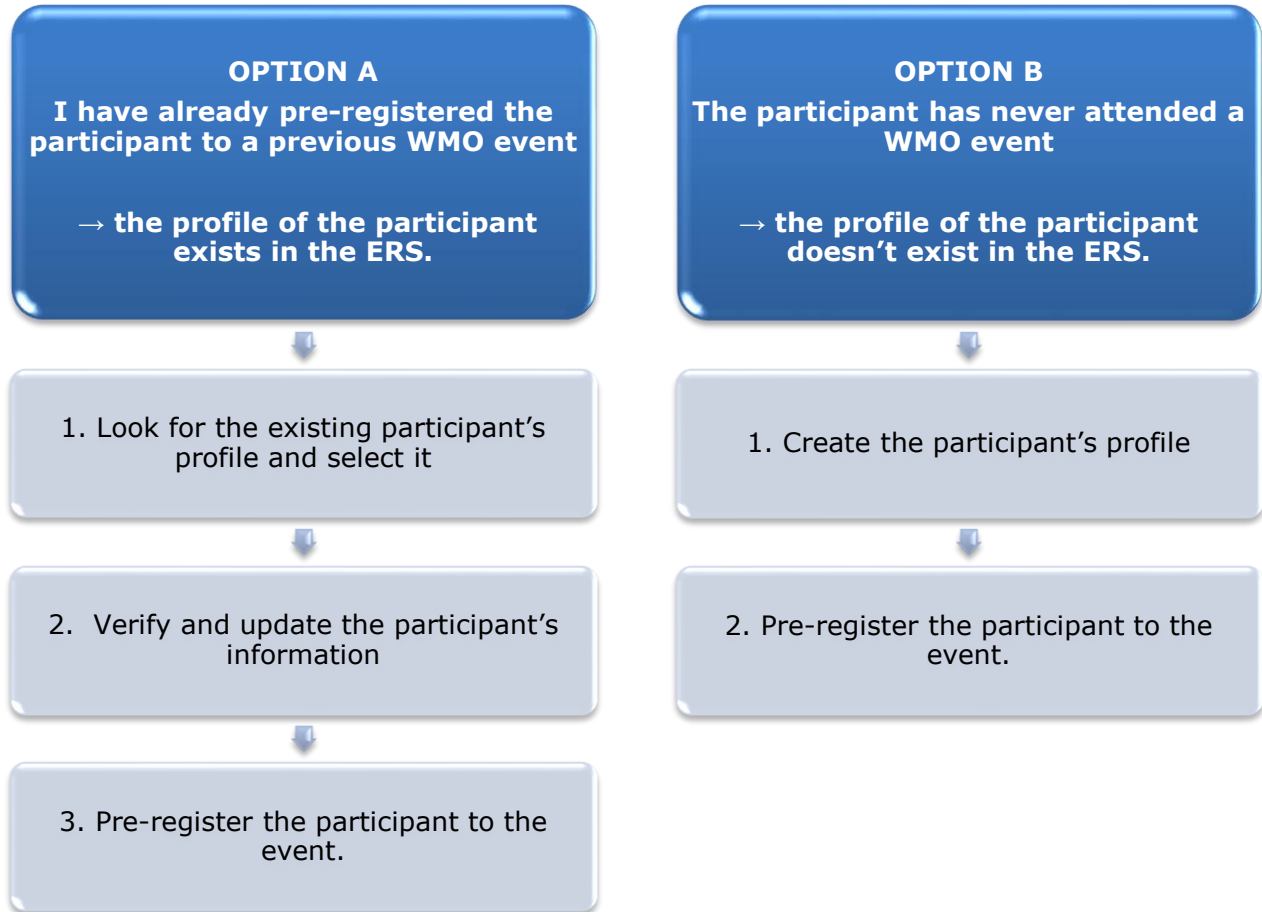 OPTION A
I have already pre-registered the
participant to a previous WMO event
→ the profile of the participant
exists in the ERS.
1. Look for the existing participant’s
profile and select it
2. Verify and update the participant’s
information
3. Pre-register the participant to the
event.
OPTION B
The participant has never attended a
WMO event
→ the profile of the participant
doesn’t exist in the ERS.
1. Create the participant’s profile
2. Pre-register the participant to the
event.